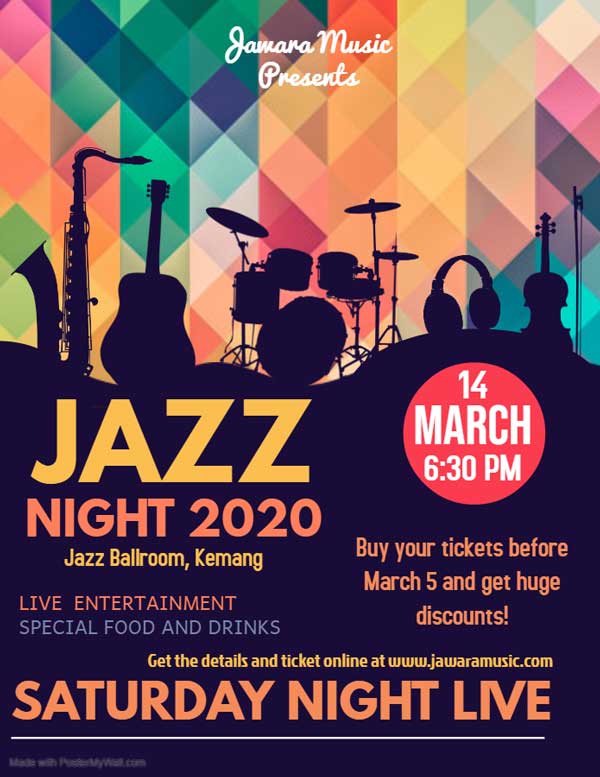 Jawara Music
Presents
JAZZ
NIGHT 2020
Jazz Ballroom, Kemang
LIVE ENTERTAINMENT
SPECIAL FOOD AND DRINKS
14
MARCH
6:30 PM
Buy your tickets before
March 5 and get huge
discounts!
Get the details and ticket online at www.jawaramusic.com
SATURDAY NIGHT LIVE
Made with PosterMyWall.com